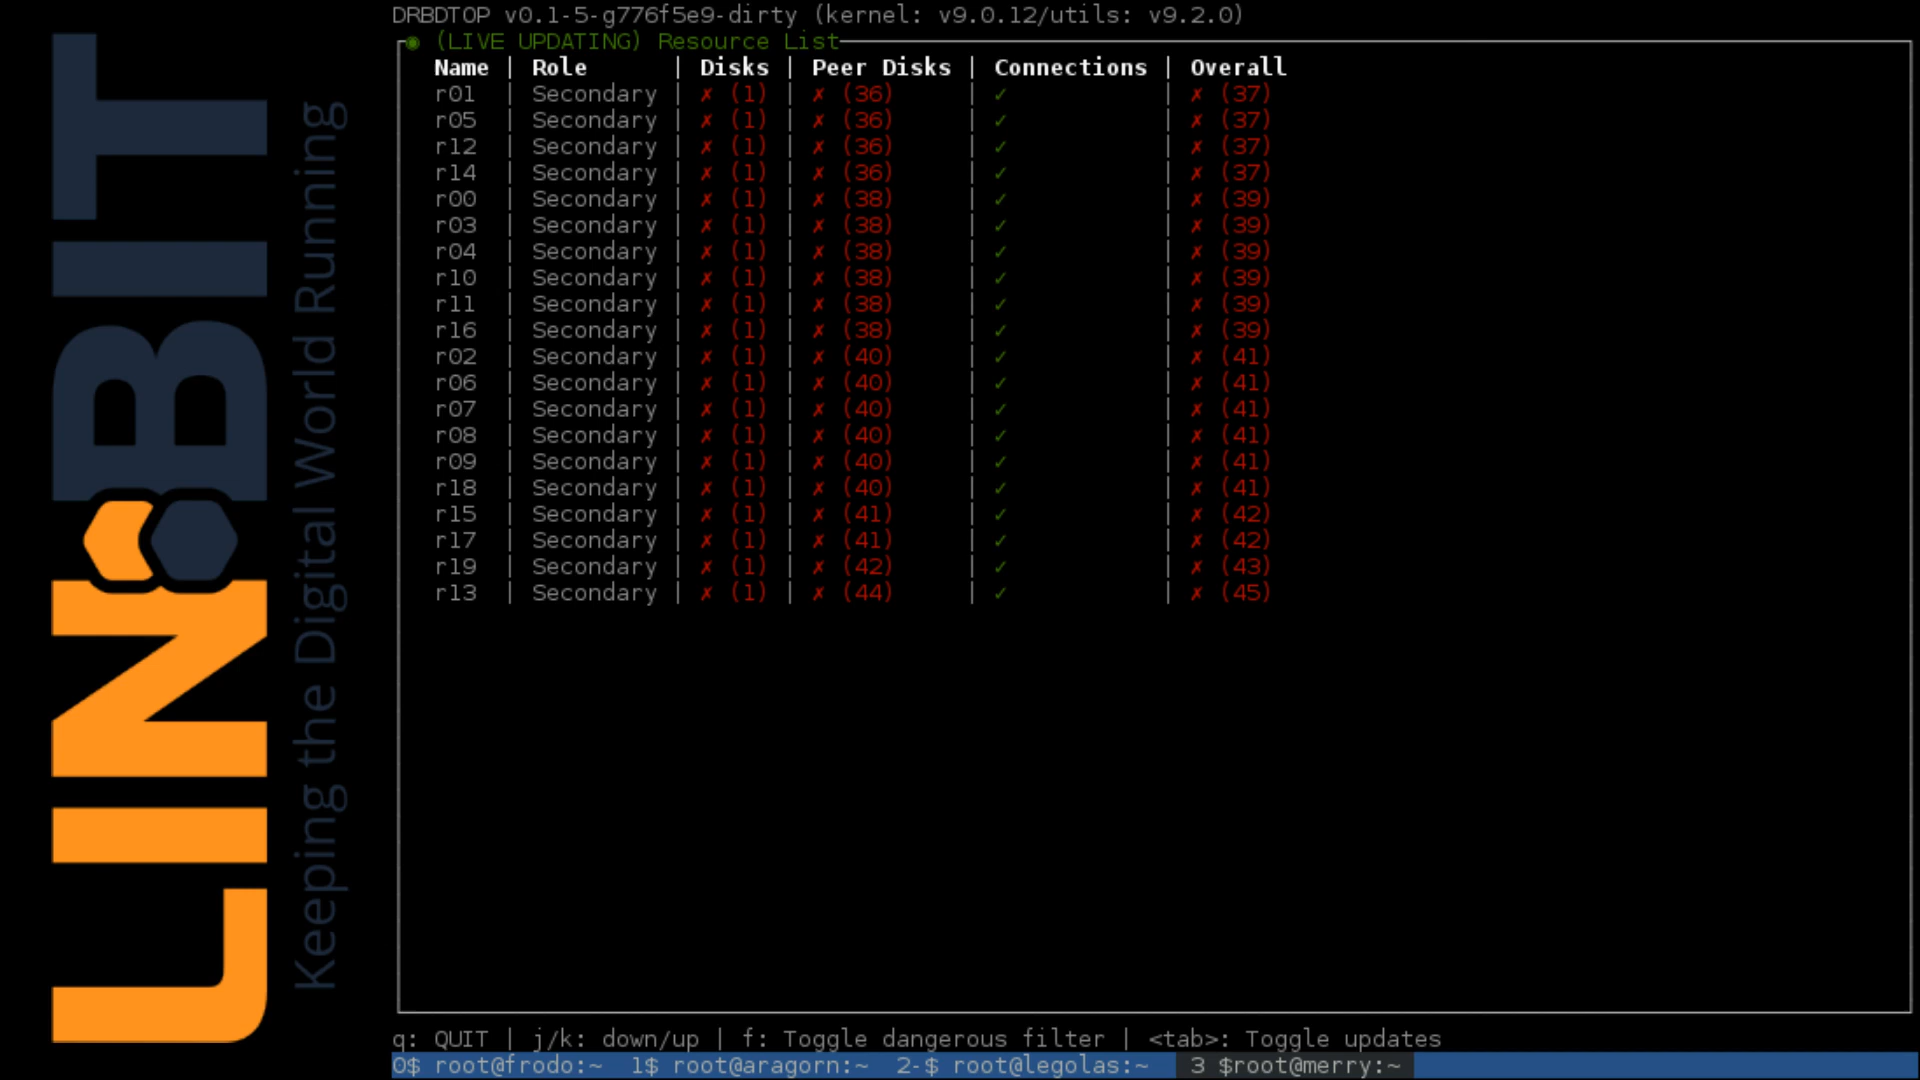 LINBIT
Keeping the Digital World Running
DRBDTOP v0.1-5-g776f5e9-dirty (kernel: v9.0.12/utils: v9.2.0)
◉ (LIVE UPDATING) Resource List
Name | Role | Disks | Peer Disks | Connections | Overall
r01 | Secondary | ✗ (1) | ✗ (36) | ✓ | ✗ (37)
r05 | Secondary | ✗ (1) | ✗ (36) | ✓ | ✗ (37)
r12 | Secondary | ✗ (1) | ✗ (36) | ✓ | ✗ (37)
r14 | Secondary | ✗ (1) | ✗ (36) | ✓ | ✗ (37)
r00 | Secondary | ✗ (1) | ✗ (38) | ✓ | ✗ (39)
r03 | Secondary | ✗ (1) | ✗ (38) | ✓ | ✗ (39)
r04 | Secondary | ✗ (1) | ✗ (38) | ✓ | ✗ (39)
r10 | Secondary | ✗ (1) | ✗ (38) | ✓ | ✗ (39)
r11 | Secondary | ✗ (1) | ✗ (38) | ✓ | ✗ (39)
r16 | Secondary | ✗ (1) | ✗ (38) | ✓ | ✗ (39)
r02 | Secondary | ✗ (1) | ✗ (40) | ✓ | ✗ (41)
r06 | Secondary | ✗ (1) | ✗ (40) | ✓ | ✗ (41)
r07 | Secondary | ✗ (1) | ✗ (40) | ✓ | ✗ (41)
r08 | Secondary | ✗ (1) | ✗ (40) | ✓ | ✗ (41)
r09 | Secondary | ✗ (1) | ✗ (40) | ✓ | ✗ (41)
r18 | Secondary | ✗ (1) | ✗ (40) | ✓ | ✗ (41)
r15 | Secondary | ✗ (1) | ✗ (41) | ✓ | ✗ (42)
r17 | Secondary | ✗ (1) | ✗ (41) | ✓ | ✗ (42)
r19 | Secondary | ✗ (1) | ✗ (42) | ✓ | ✗ (43)
r13 | Secondary | ✗ (1) | ✗ (44) | ✓ | ✗ (45)
q: QUIT | j/k: down/up | f: Toggle dangerous filter | <tab>: Toggle updates
0$ root@frodo:~ 1$ root@aragorn:~ 2-$ root@legolas:~ 3 $root@merry:~